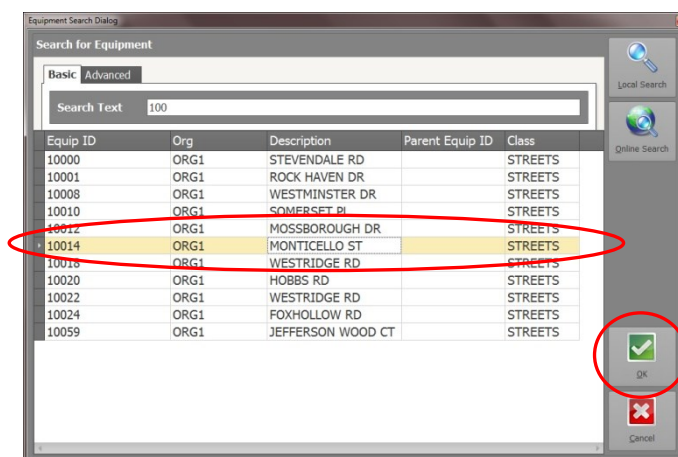 Equipment Search Dialog
Search for Equipment
Basic Advanced
Search Text 100
Equip ID Org Description Parent Equip ID Class
10000 ORG1 STEVENDALE RD STREETS
10001 ORG1 ROCK HAVEN DR STREETS
10008 ORG1 WESTMINSTER DR STREETS
10010 ORG1 SOMERSET PL STREETS
10012 ORG1 MOSSBOROUGH DR STREETS
10014 ORG1 MONTICELLO ST STREETS
10018 ORG1 WESTRIDGE RD STREETS
10020 ORG1 HOBBS RD STREETS
10022 ORG1 WESTRIDGE RD STREETS
10024 ORG1 FOXHOLLOW RD STREETS
10059 ORG1 JEFFERSON WOOD CT STREETS
Local Search
Online Search
OK
Cancel